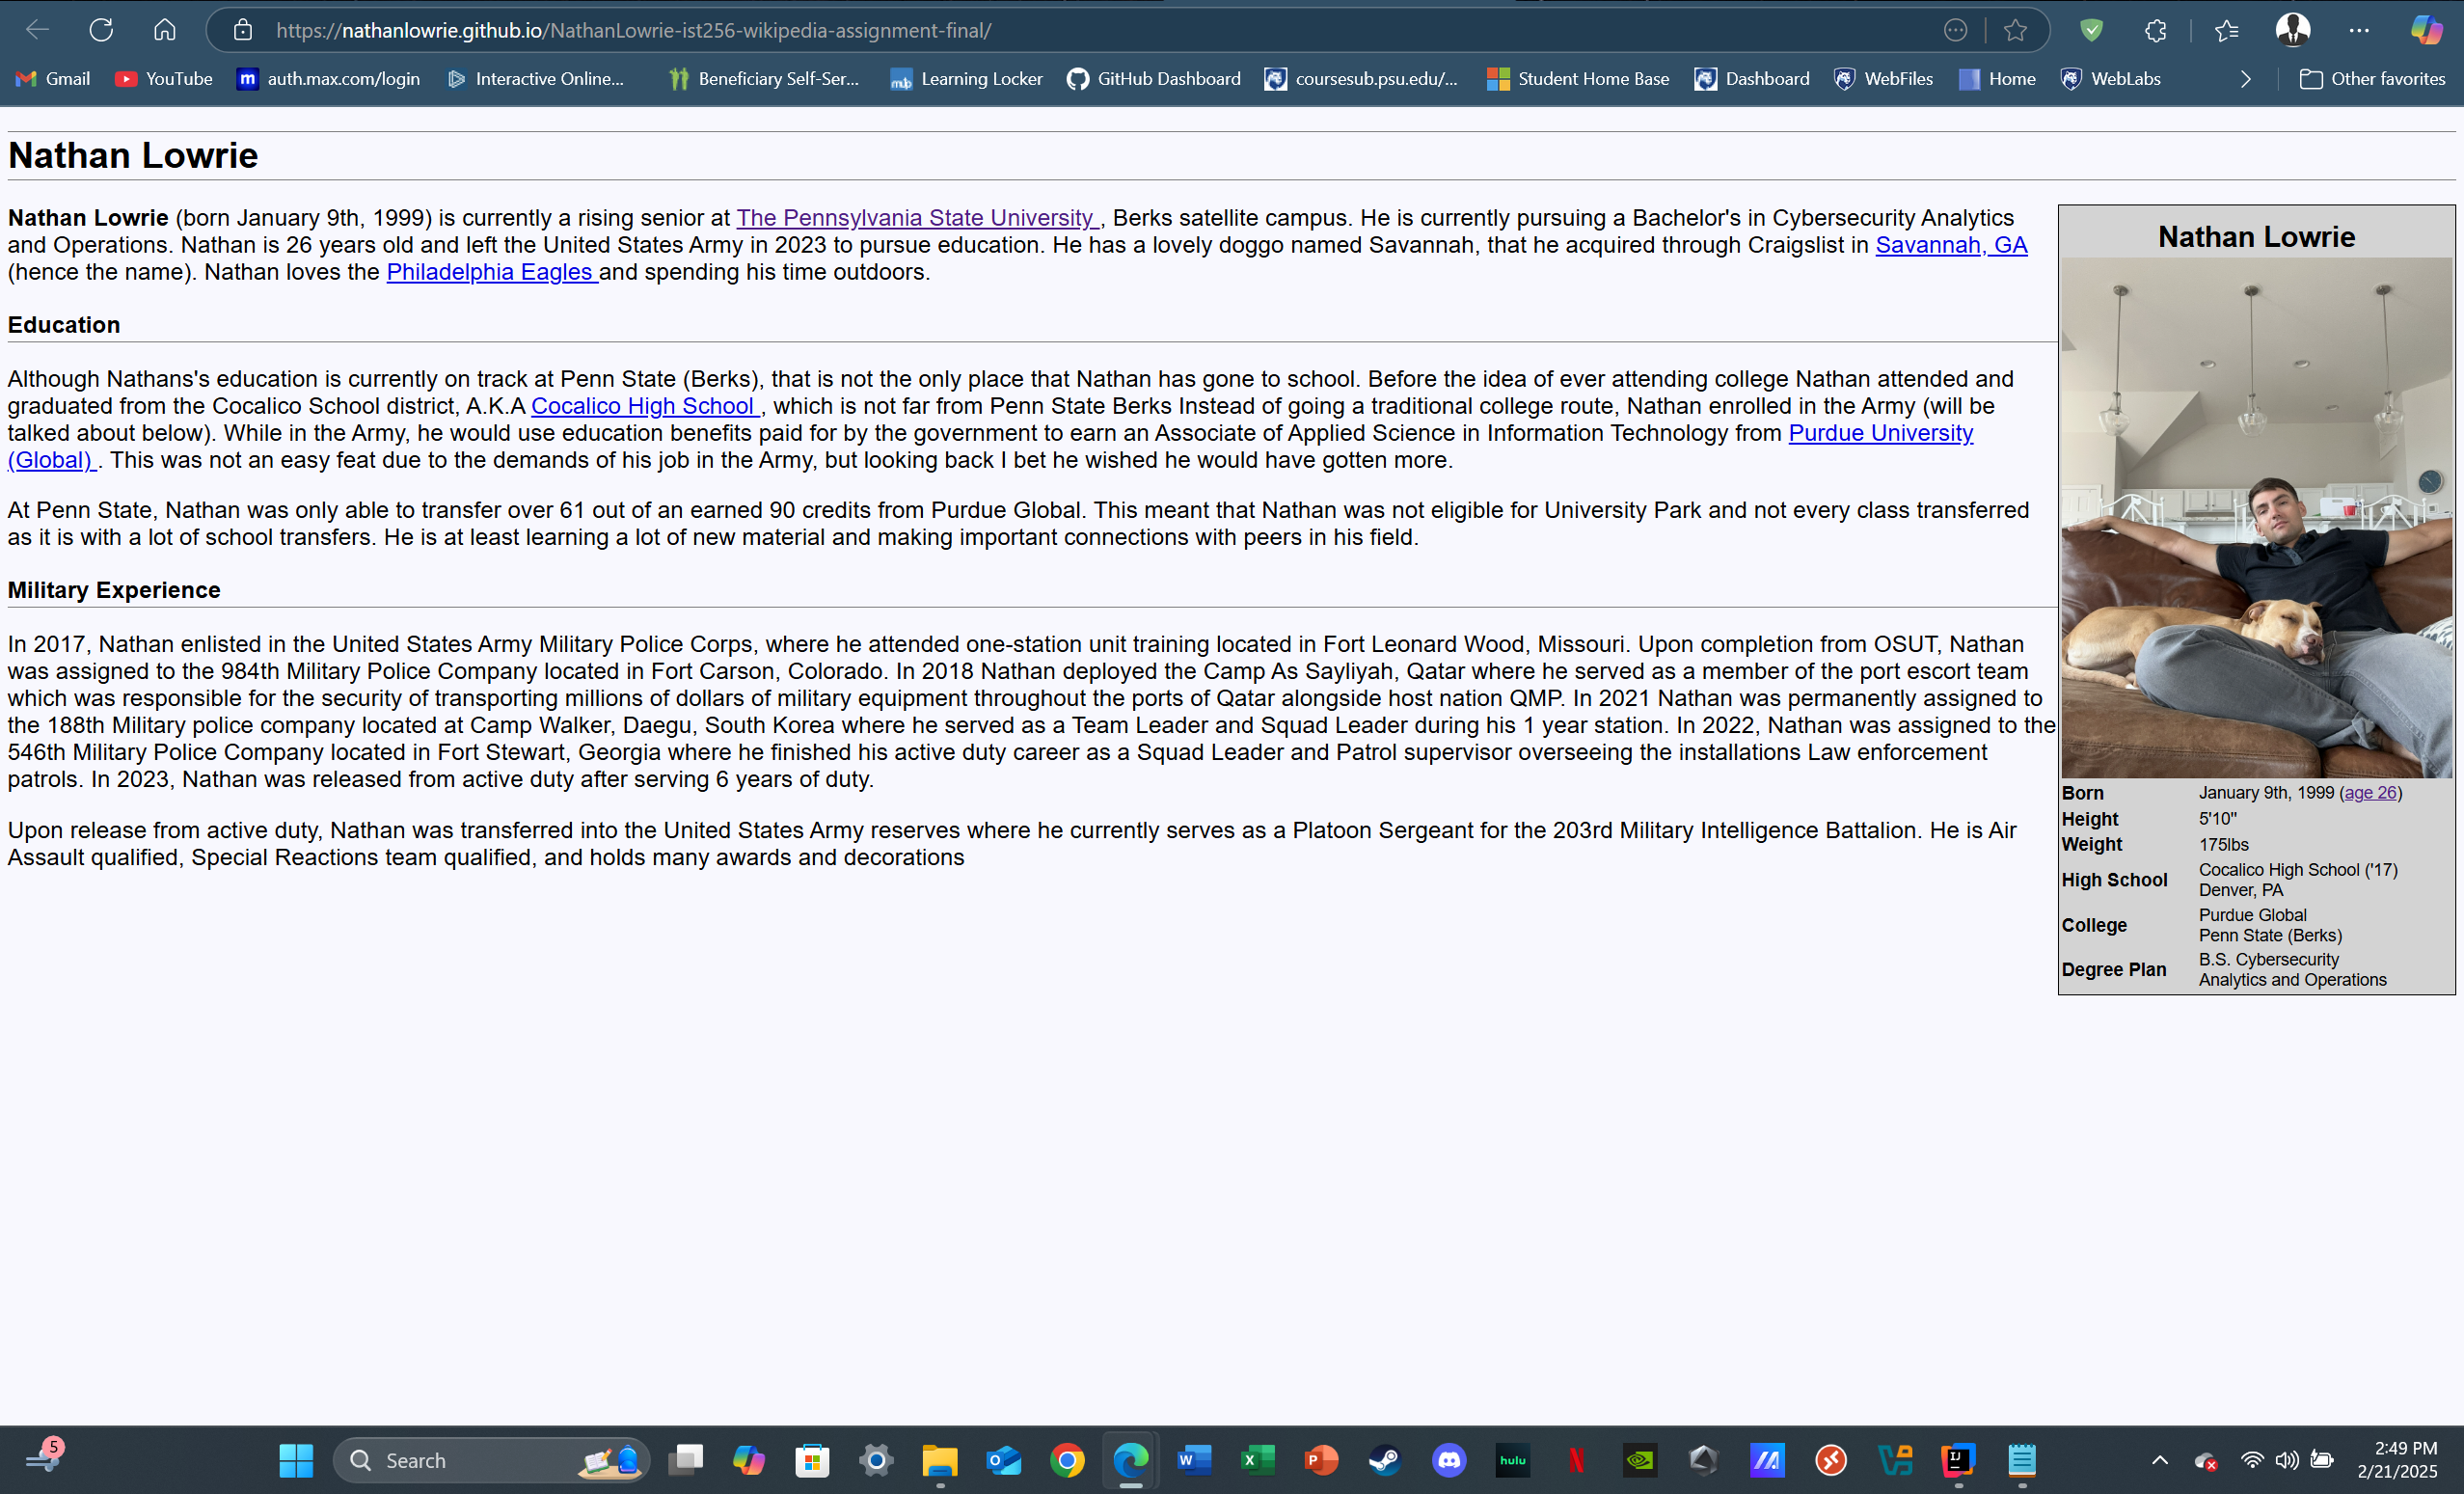 https://nathanlowrie.github.io/NathanLowrie-ist256-wikipedia-assignment-final/
Gmail
YouTube
m
auth.max.com/login
Interactive Online...
Beneficiary Self-Ser...
mlb
Learning Locker
GitHub Dashboard
coursesub.psu.edu/...
Student Home Base
Dashboard
WebFiles
Home
WebLabs
Other favorites
Nathan Lowrie
Nathan Lowrie (born January 9th, 1999) is currently a rising senior at The Pennsylvania State University , Berks satellite campus. He is currently pursuing a Bachelor's in Cybersecurity Analytics
and Operations. Nathan is 26 years old and left the United States Army in 2023 to pursue education. He has a lovely doggo named Savannah, that he acquired through Craigslist in Savannah, GA
(hence the name). Nathan loves the Philadelphia Eagles and spending his time outdoors.
Education
Although Nathans's education is currently on track at Penn State (Berks), that is not the only place that Nathan has gone to school. Before the idea of ever attending college Nathan attended and
graduated from the Cocalico School district, A.K.A Cocalico High School , which is not far from Penn State Berks Instead of going a traditional college route, Nathan enrolled in the Army (will be
talked about below). While in the Army, he would use education benefits paid for by the government to earn an Associate of Applied Science in Information Technology from Purdue University
(Global) . This was not an easy feat due to the demands of his job in the Army, but looking back I bet he wished he would have gotten more.
At Penn State, Nathan was only able to transfer over 61 out of an earned 90 credits from Purdue Global. This meant that Nathan was not eligible for University Park and not every class transferred
as it is with a lot of school transfers. He is at least learning a lot of new material and making important connections with peers in his field.
Military Experience
In 2017, Nathan enlisted in the United States Army Military Police Corps, where he attended one-station unit training located in Fort Leonard Wood, Missouri. Upon completion from OSUT, Nathan
was assigned to the 984th Military Police Company located in Fort Carson, Colorado. In 2018 Nathan deployed the Camp As Sayliyah, Qatar where he served as a member of the port escort team
which was responsible for the security of transporting millions of dollars of military equipment throughout the ports of Qatar alongside host nation QMP. In 2021 Nathan was permanently assigned to
the 188th Military police company located at Camp Walker, Daegu, South Korea where he served as a Team Leader and Squad Leader during his 1 year station. In 2022, Nathan was assigned to the
546th Military Police Company located in Fort Stewart, Georgia where he finished his active duty career as a Squad Leader and Patrol supervisor overseeing the installations Law enforcement
patrols. In 2023, Nathan was released from active duty after serving 6 years of duty.
Upon release from active duty, Nathan was transferred into the United States Army reserves where he currently serves as a Platoon Sergeant for the 203rd Military Intelligence Battalion. He is Air
Assault qualified, Special Reactions team qualified, and holds many awards and decorations
Nathan Lowrie
Born January 9th, 1999 (age 26)
Height 5'10"
Weight 175lbs
High School Cocalico High School ('17)
Denver, PA
College Purdue Global
Penn State (Berks)
Degree Plan B.S. Cybersecurity
Analytics and Operations
5
Search
O
W
X
P
hulu
N
IJ
2:49 PM
2/21/2025